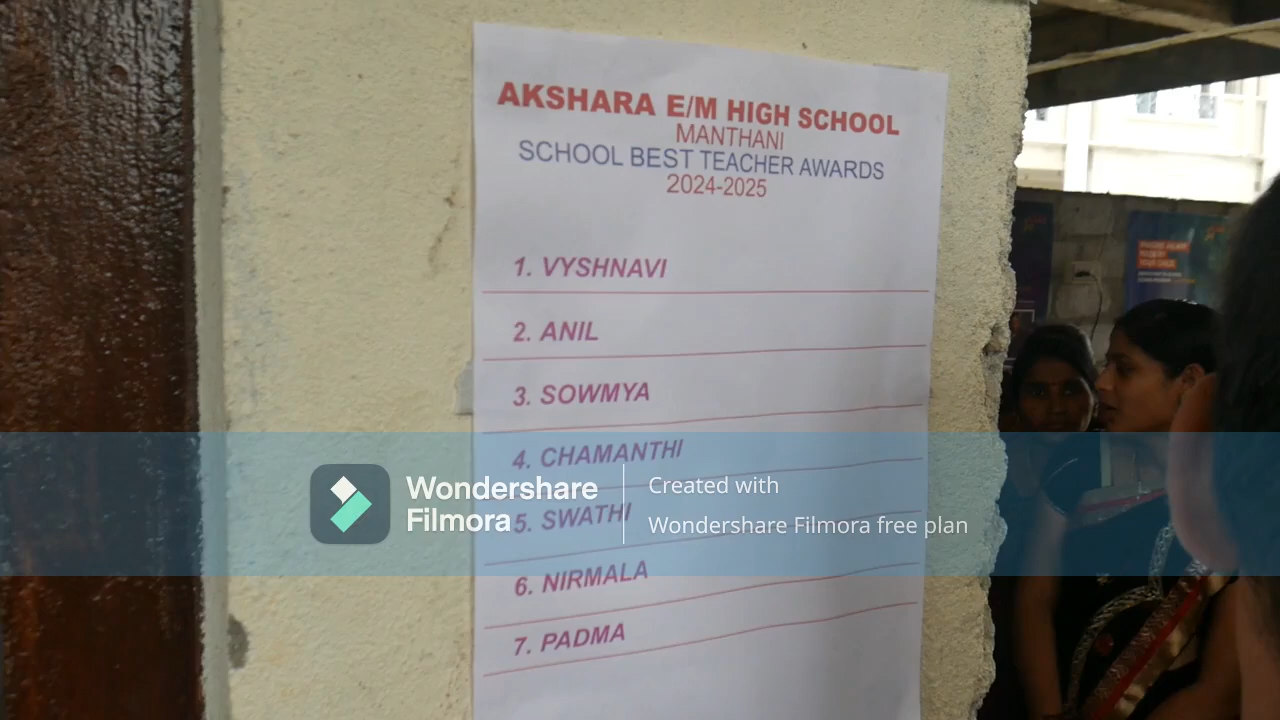 AKSHARA E/M HIGH SCHOOL
MANTHANI
SCHOOL BEST TEACHER AWARDS
2024-2025
1. VYSHNAVI
2. ANIL
3. SOWMYA
4. CHAMANTHI
5. SWATHI
6. NIRMALA
7. PADMA
Wondershare
Filmora
Created with
Wondershare Filmora free plan